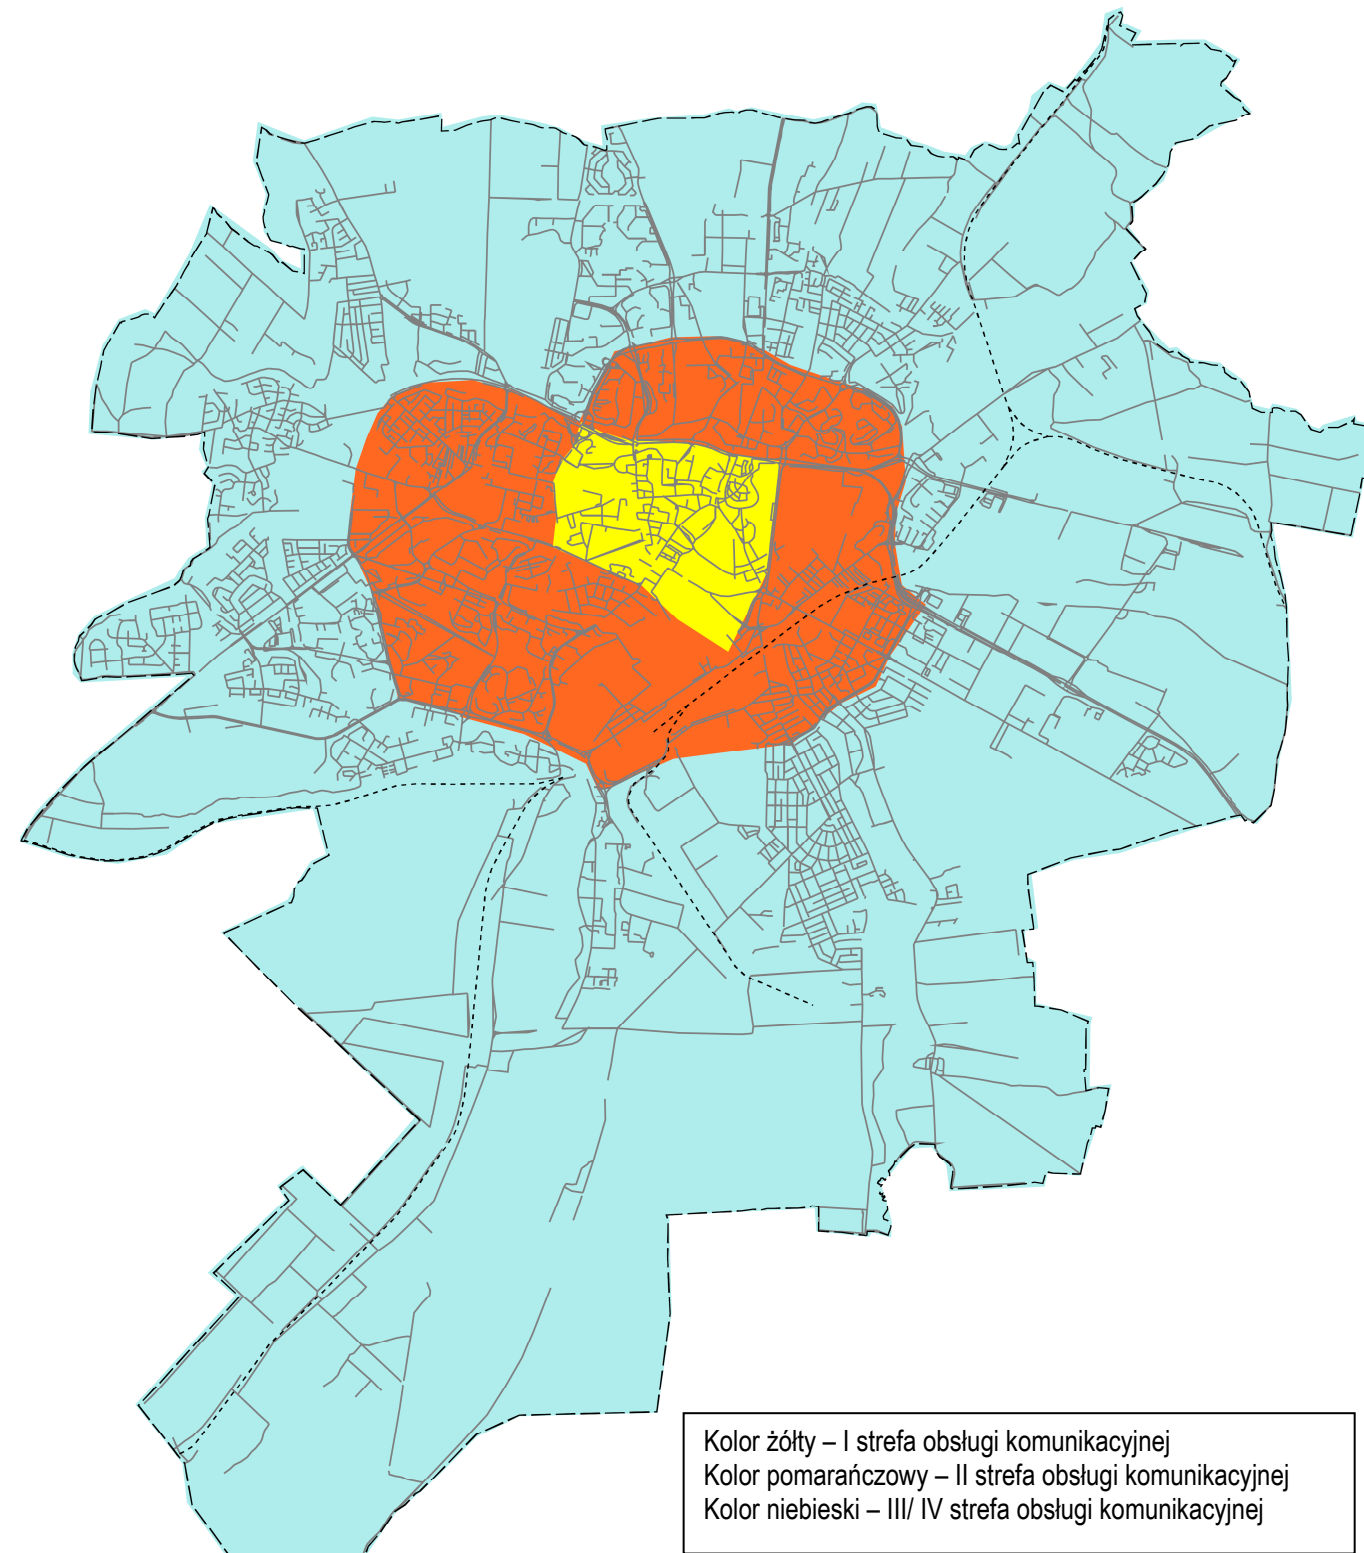 Kolor żółty – I strefa obsługi komunikacyjnej
Kolor pomarańczowy – II strefa obsługi komunikacyjnej
Kolor niebieski – III/ IV strefa obsługi komunikacyjnej